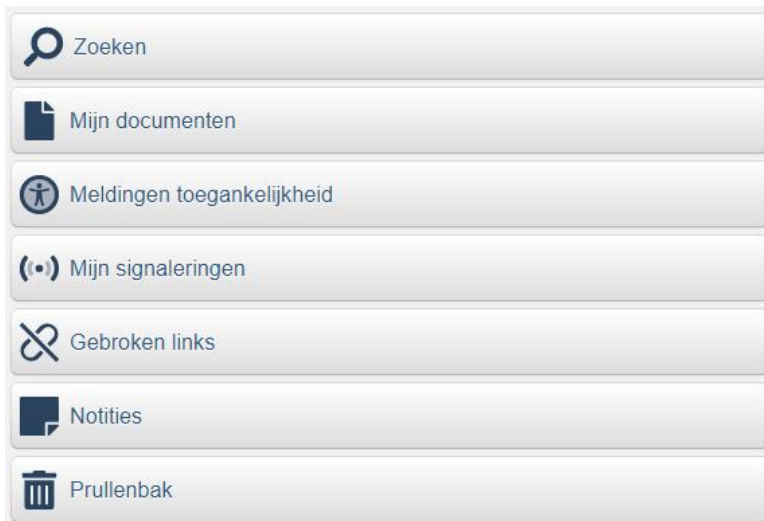 Zoeken
Mijn documenten
Meldingen toegankelijkheid
Mijn signaleringen
Gebroken links
Notities
Prullenbak